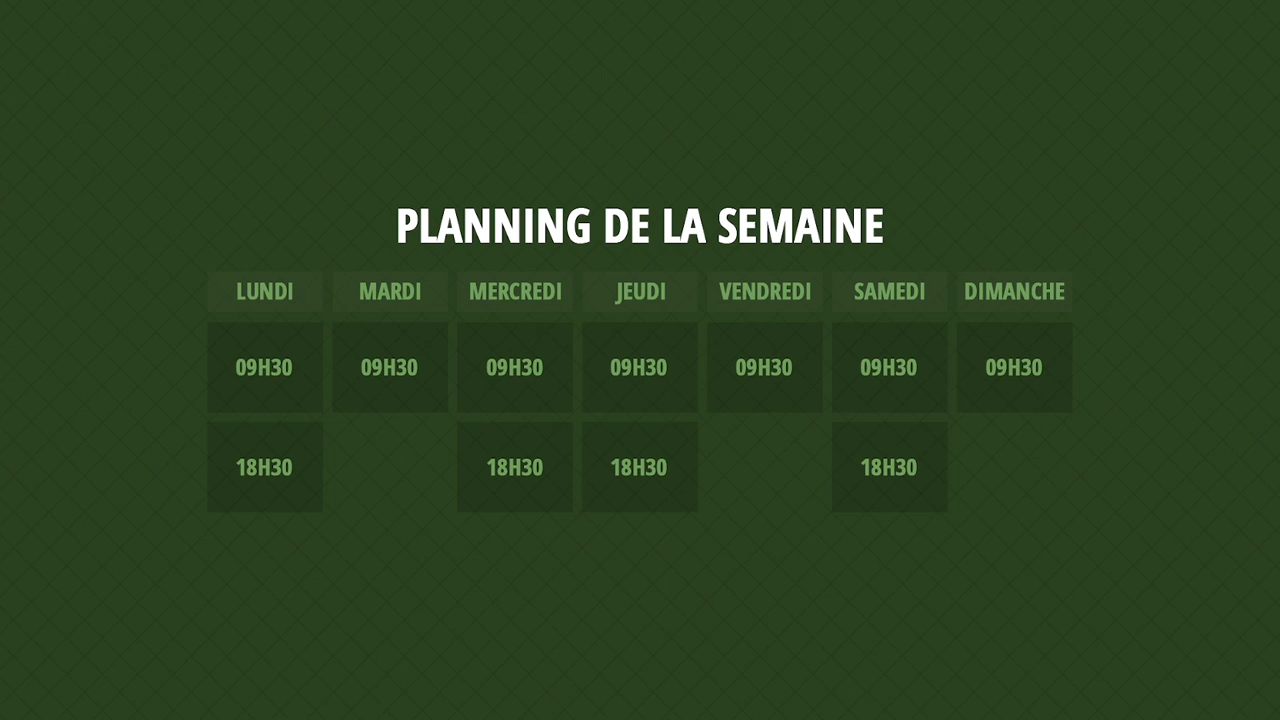 PLANNING DE LA SEMAINE
LUNDI MARDI MERCREDI JEUDI VENDREDI SAMEDI DIMANCHE
09H30 09H30 09H30 09H30 09H30 09H30 09H30
18H30 18H30 18H30 18H30